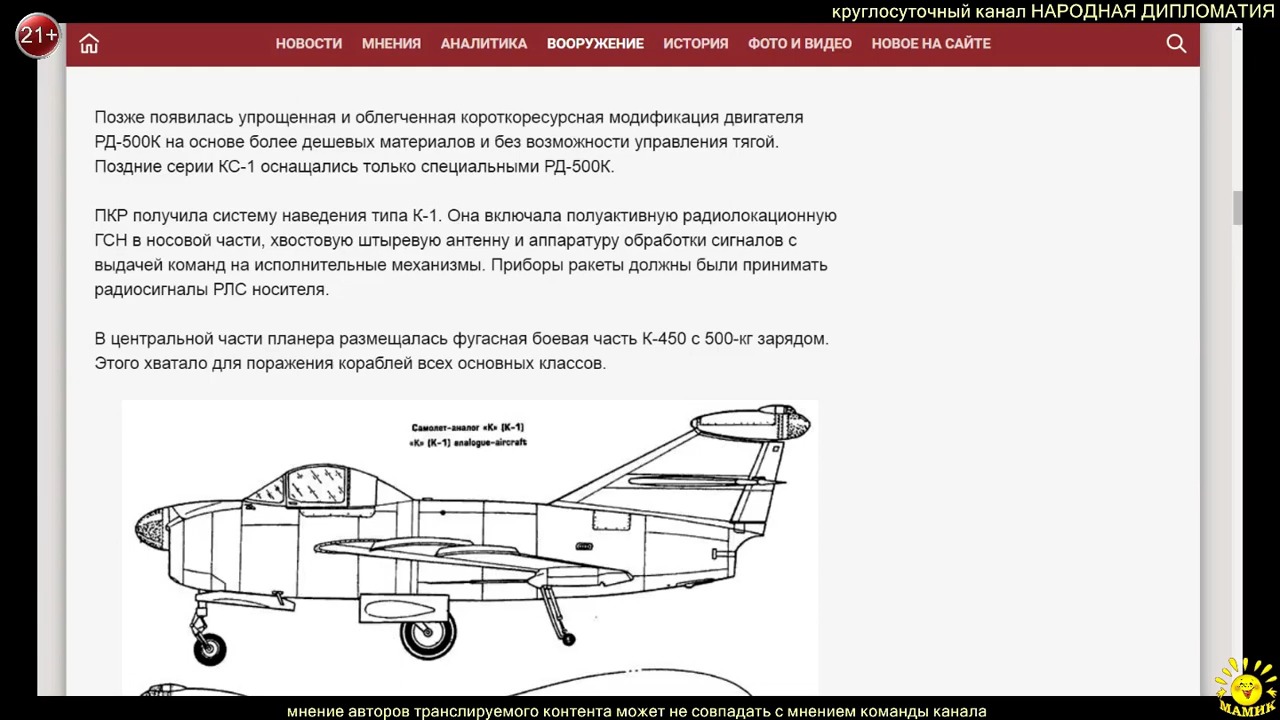 круглосуточный канал НАРОДНАЯ ДИПЛОМАТИЯ
21+
НОВОСТИ МНЕНИЯ АНАЛИТИКА ВООРУЖЕНИЕ ИСТОРИЯ ФОТО И ВИДЕО НОВОЕ НА САЙТЕ
Позже появилась упрощенная и облегченная короткоресурсная модификация двигателя
РД-500К на основе более дешевых материалов и без возможности управления тягой.
Поздние серии КС-1 оснащались только специальными РД-500К.
ПКР получила систему наведения типа К-1. Она включала полуактивную радиолокационную
ГСН в носовой части, хвостовую штыревую антенну и аппаратуру обработки сигналов с
выдачей команд на исполнительные механизмы. Приборы ракеты должны были принимать
радиосигналы РЛС носителя.
В центральной части планера размещалась фугасная боевая часть К-450 с 500-кг зарядом.
Этого хватало для поражения кораблей всех основных классов.
Самолет-аналог «К» (К-1)
«К» (К-1) analogue-aircraft
МАМИК
мнение авторов транслируемого контента может не совпадать с мнением команды канала